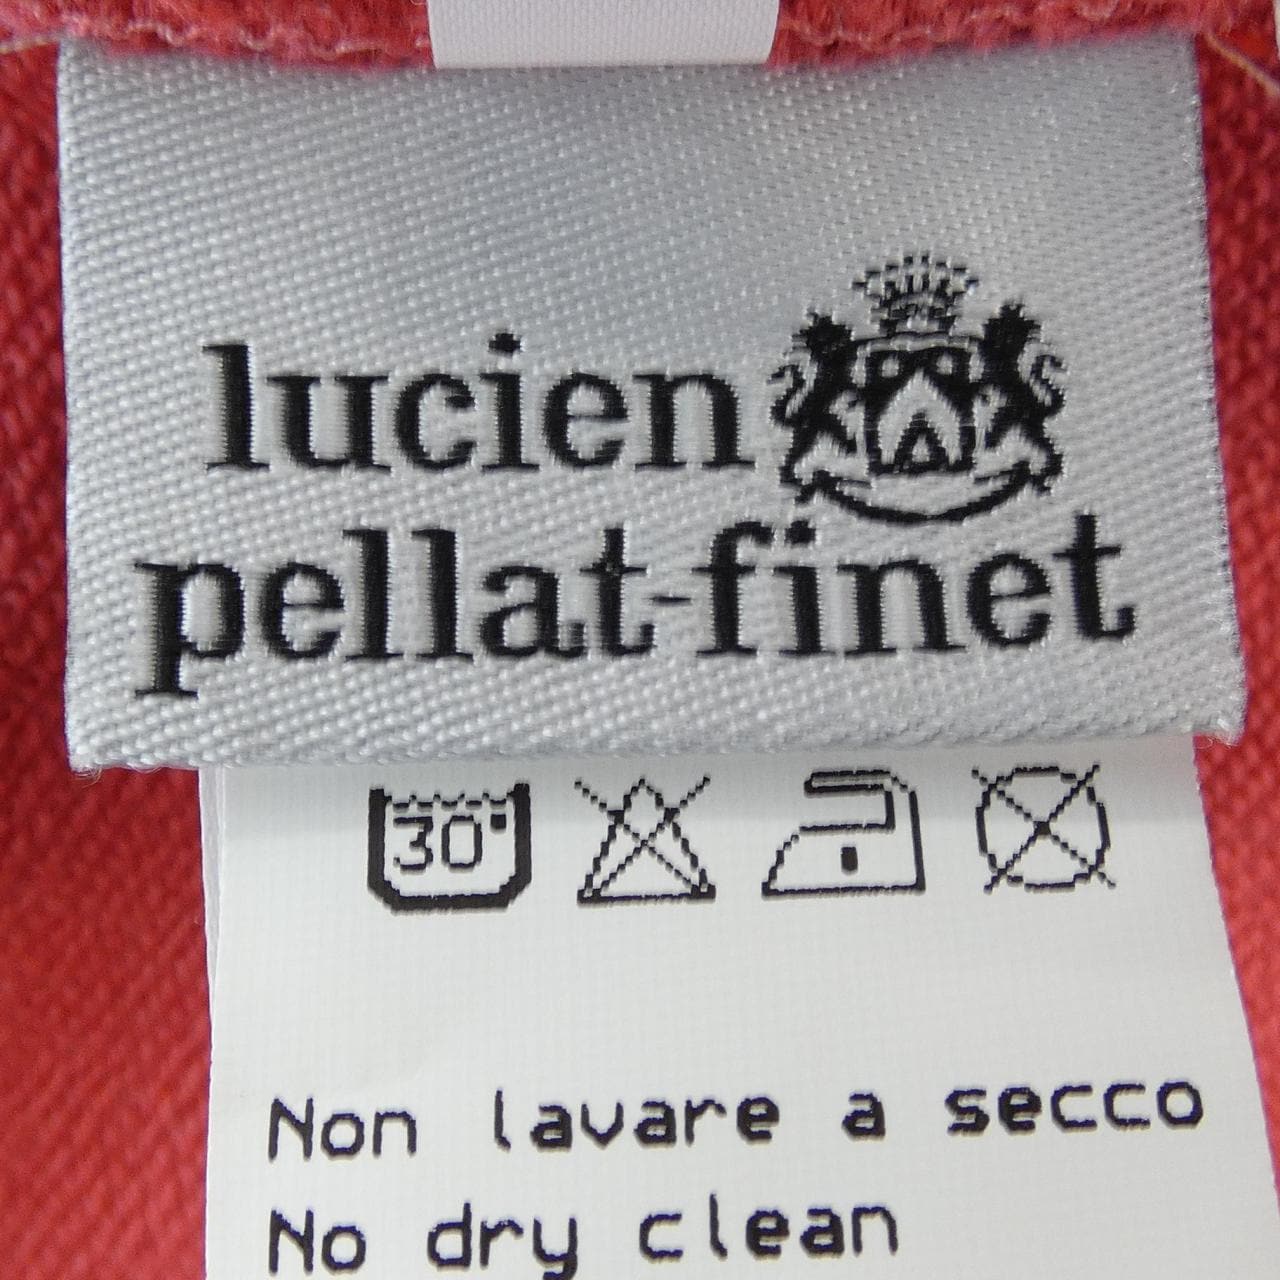 lucien
pellat-finet
30°
Non lavare a secco
No dry clean